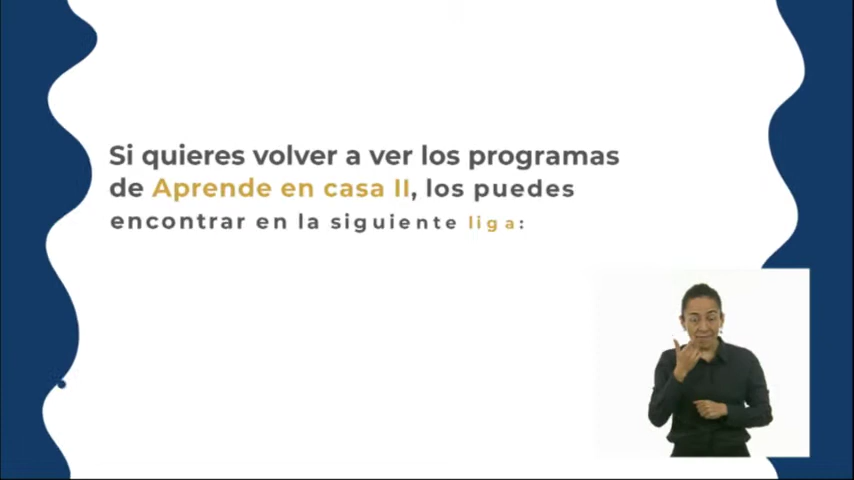 Si quieres volver a ver los programas
de Aprende en casa II, los puedes
encontrar en la siguiente liga: